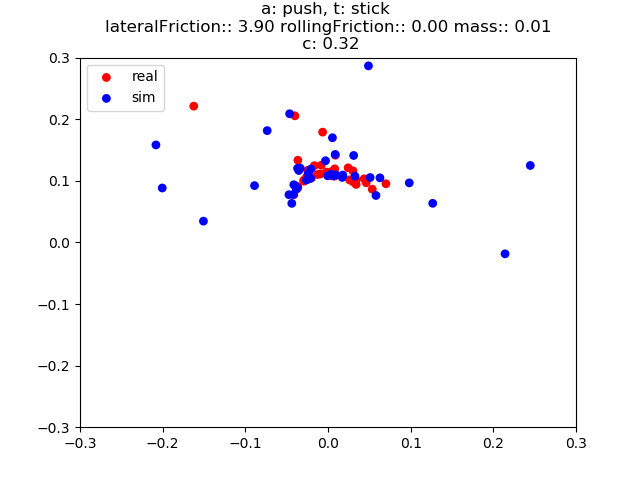 a: push, t: stick
lateralFriction:: 3.90 rollingFriction:: 0.00 mass:: 0.01
c: 0.32
real
sim
0.3
0.2
0.1
0.0
−0.1
−0.2
−0.3
−0.3 −0.2 −0.1 0.0 0.1 0.2 0.3